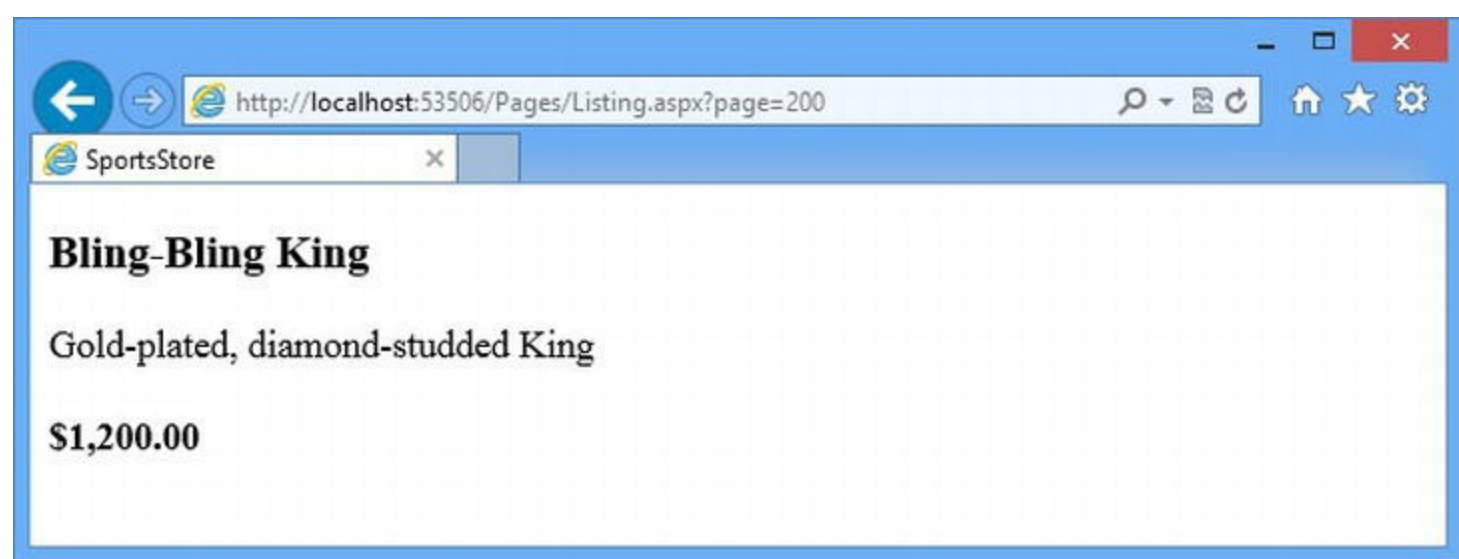 http://localhost:53506/Pages/Listing.aspx?page=200
SportsStore
Bling-Bling King
Gold-plated, diamond-studded King
$1,200.00